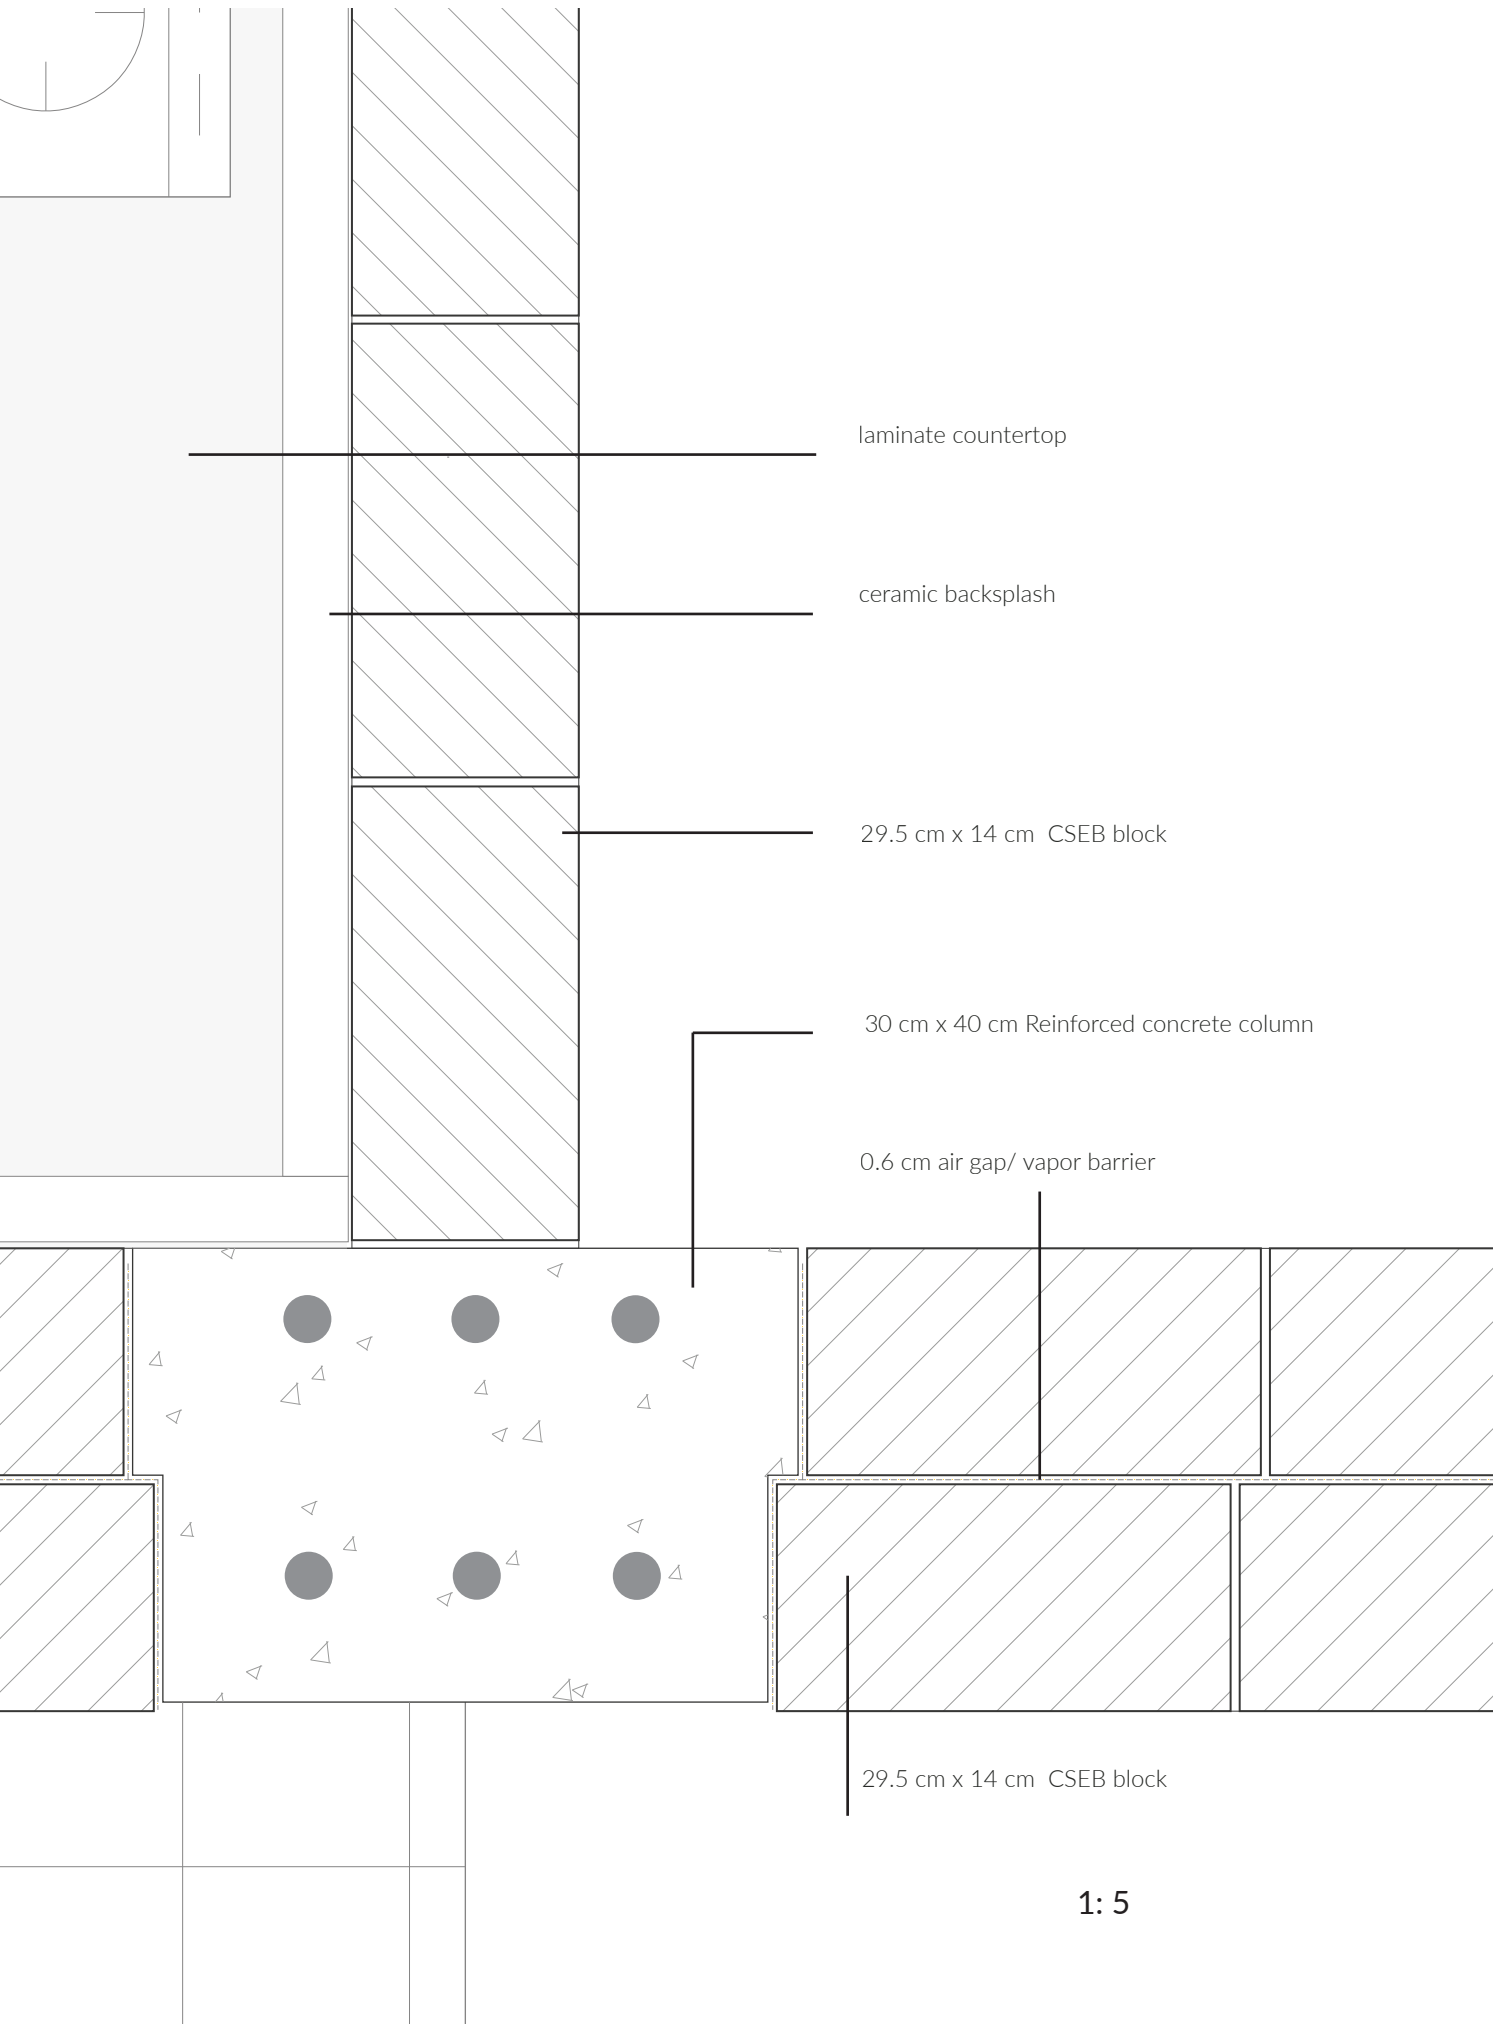 laminate countertop
ceramic backsplash
29.5 cm x 14 cm  CSEB block
30 cm x 40 cm Reinforced concrete column
0.6 cm air gap/ vapor barrier
29.5 cm x 14 cm  CSEB block
1: 5